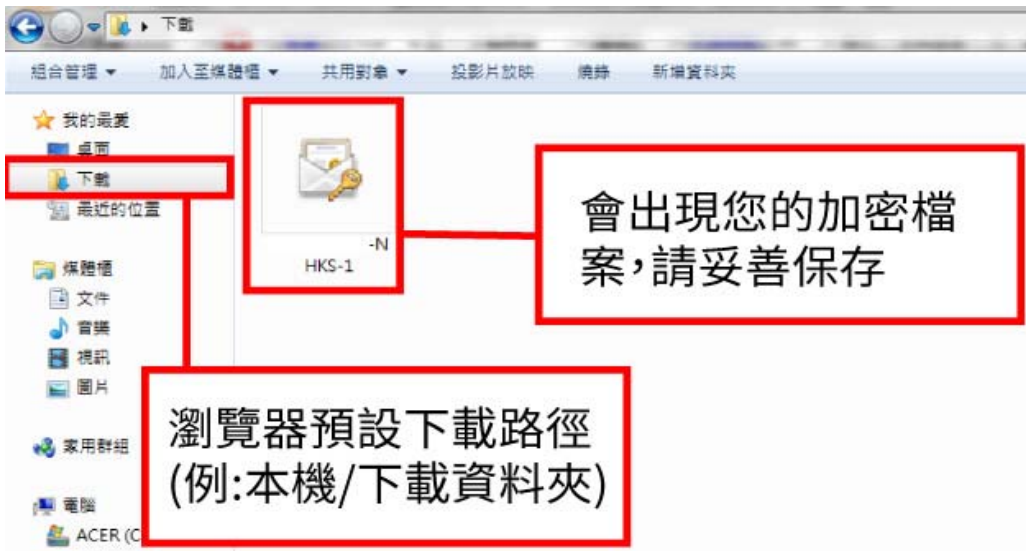 下載
組合管理 加入至媒體櫃 共用對象 投影片放映 燒錄 新增資料夾
我的最愛
桌面
下載
最近的位置
媒體櫃
文件
音樂
視訊
圖片
家用群組
電腦
ACER (C
-N
HKS-1
會出現您的加密檔
案,請妥善保存
瀏覽器預設下載路徑
(例:本機/下載資料夾)